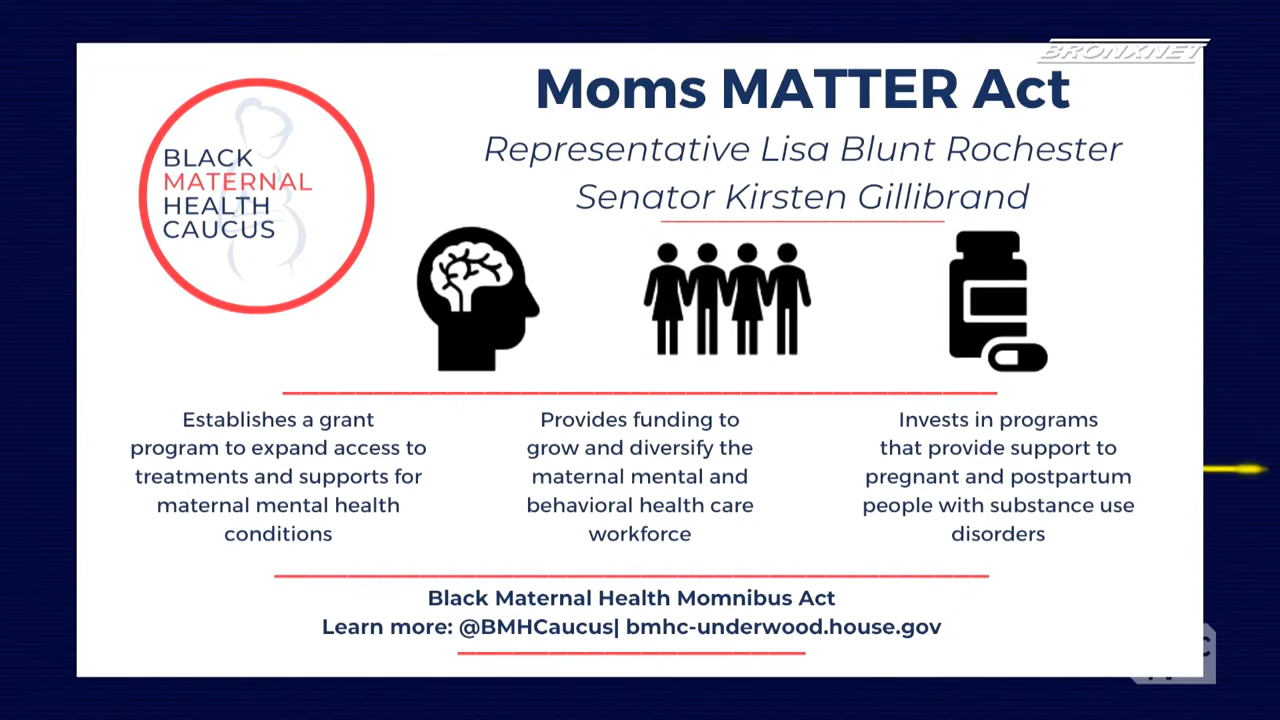 BRONXNET
Moms MATTER Act
Representative Lisa Blunt Rochester
Senator Kirsten Gillibrand
BLACK
MATERNAL
HEALTH
CAUCUS
Establishes a grant
program to expand access to
treatments and supports for
maternal mental health
conditions
Provides funding to
grow and diversify the
maternal mental and
behavioral health care
workforce
Invests in programs
that provide support to
pregnant and postpartum
people with substance use
disorders
Black Maternal Health Momnibus Act
Learn more: @BMHCaucus| bmhc-underwood.house.gov